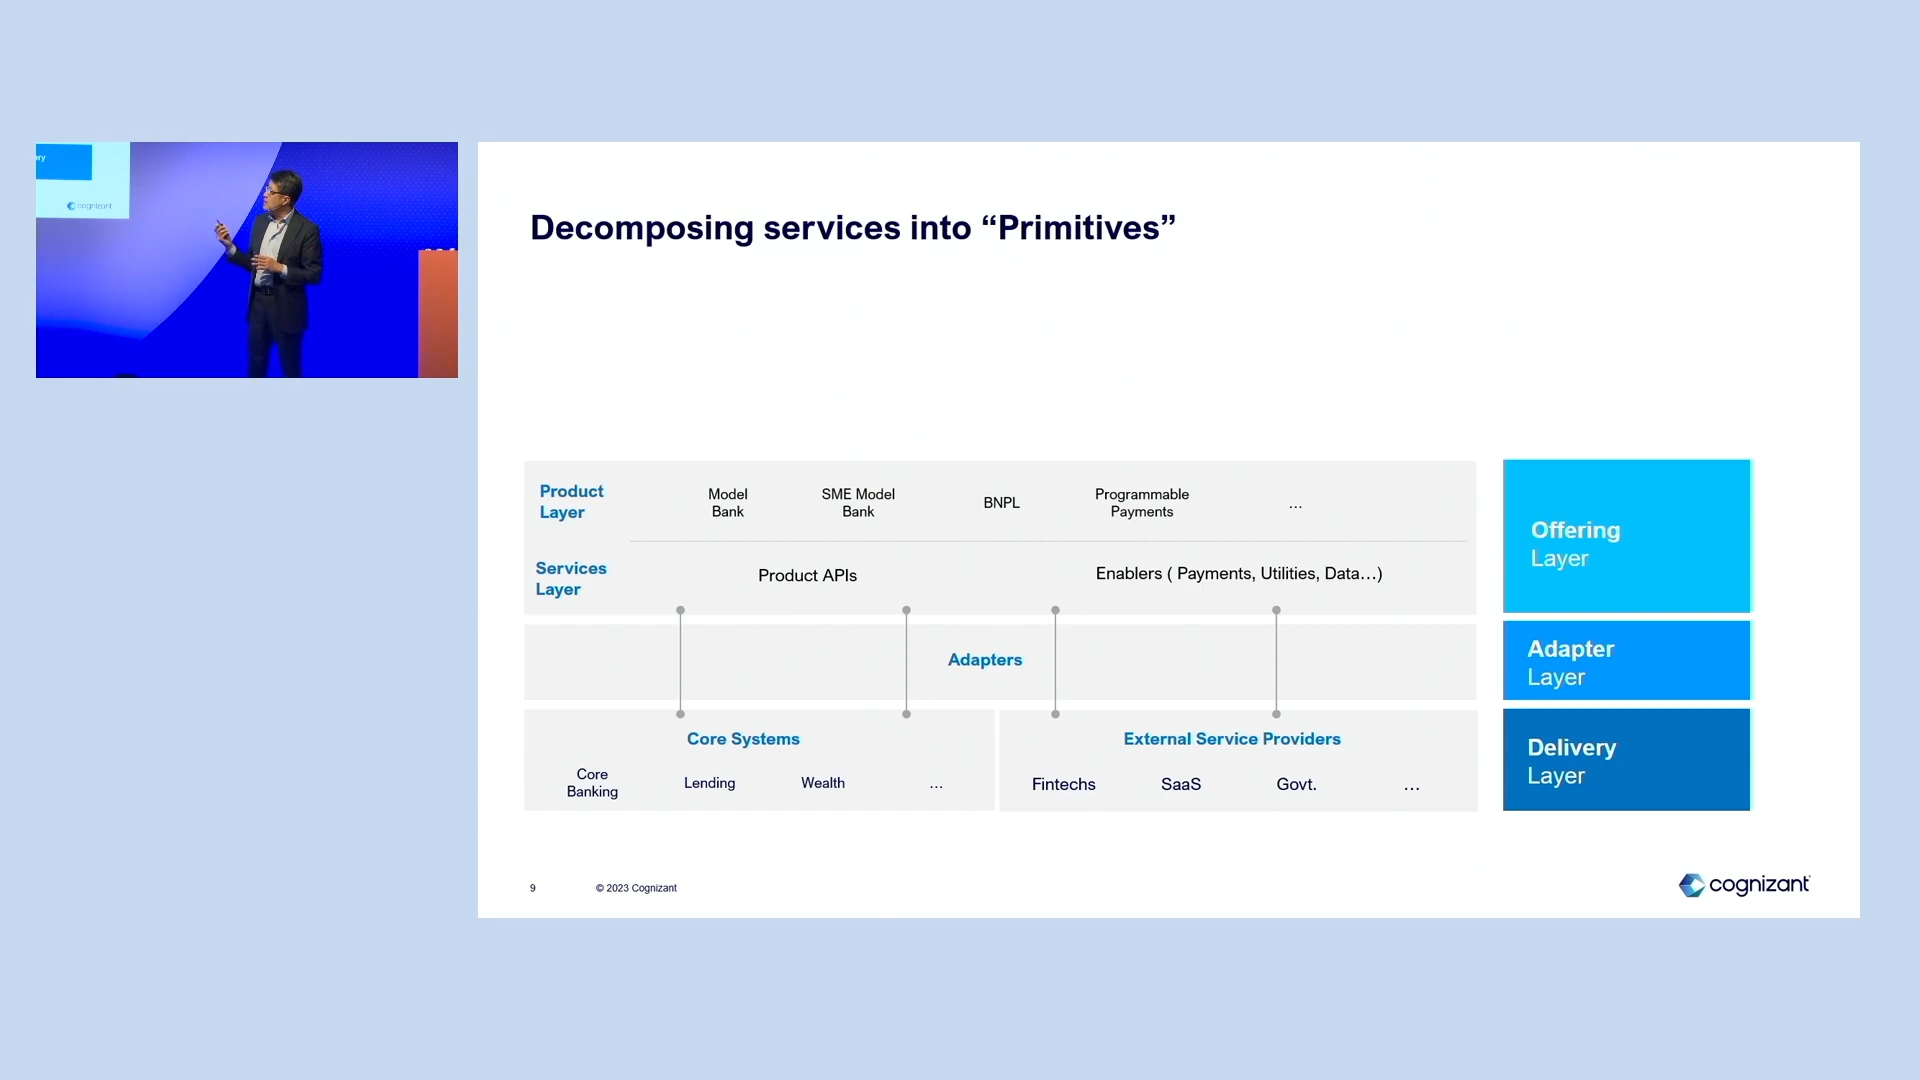 ry
cognizant
Decomposing services into “Primitives”
Product
Layer
Model
Bank
SME Model
Bank
BNPL
Programmable
Payments
...
Services
Layer
Product APIs
Enablers ( Payments, Utilities, Data...)
Adapters
Core Systems
Core
Banking
Lending
Wealth
...
External Service Providers
Fintechs
SaaS
Govt.
...
Offering
Layer
Adapter
Layer
Delivery
Layer
9
© 2023 Cognizant
cognizant